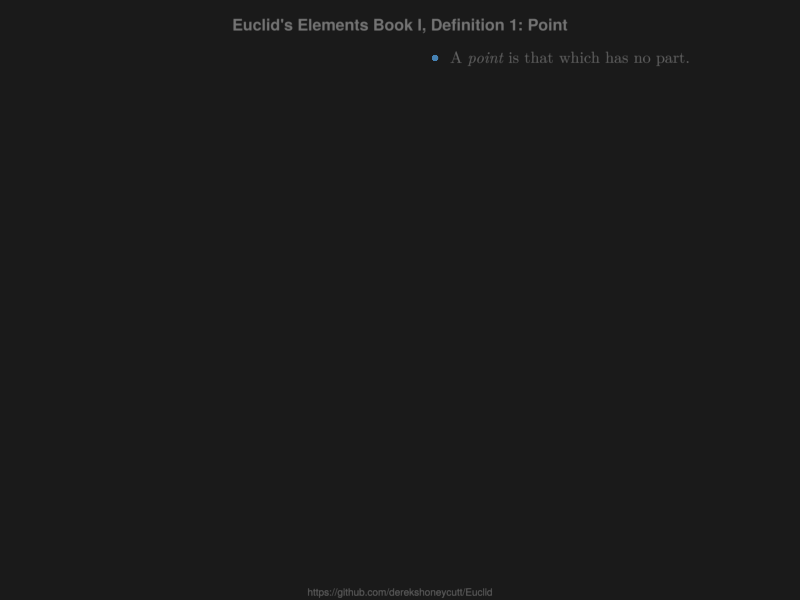 Euclid's Elements Book I, Definition 1: Point
• A point is that which has no part.
https://github.com/derekshoneycutt/Euclid